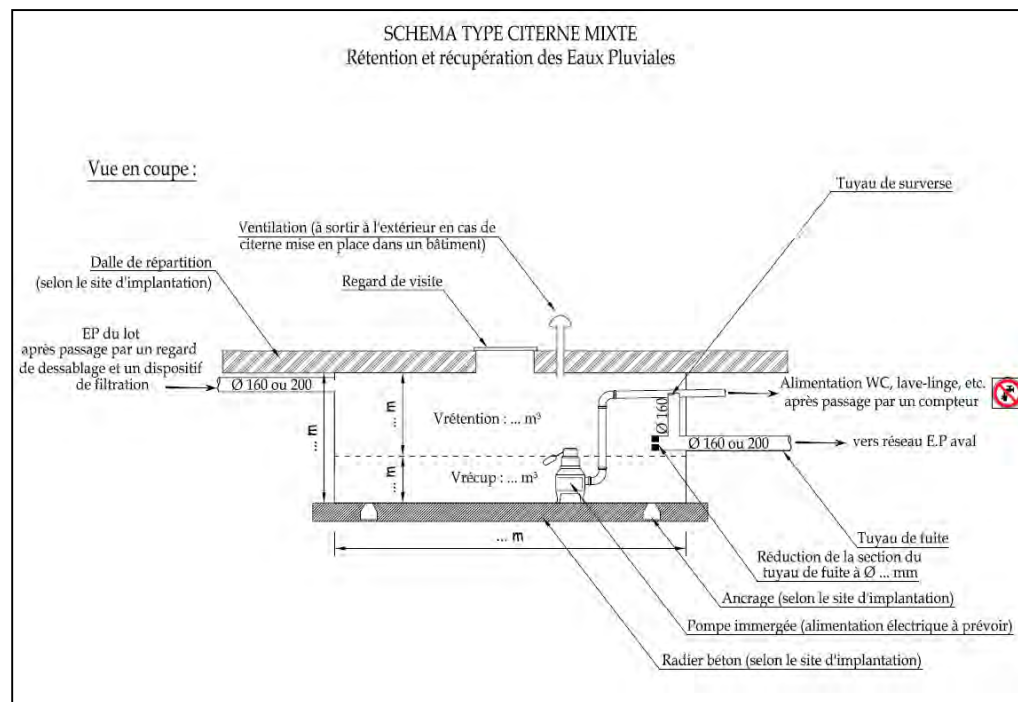 SCHEMA TYPE CITERNE MIXTE
Rétention et récupération des Eaux Pluviales
Vue en coupe :
Tuyau de surverse
Ventilation (à sortir à l'extérieur en cas de
citerne mise en place dans un bâtiment)
Dalle de répartition
(selon le site d'implantation)
Regard de visite
EP du lot
après passage par un regard
de dessablage et un dispositif
de filtration
Ø 160 ou 200
... m
... m
Vrétention : ... m³
Ø 160
Alimentation WC, lave-linge, etc.
après passage par un compteur
Ø 160 ou 200
vers réseau E.P aval
... m
Vrécup : ... m³
... m
Tuyau de fuite
Réduction de la section du
tuyau de fuite à Ø ... mm
Ancrage (selon le site d'implantation)
Pompe immergée (alimentation électrique à prévoir)
Radier béton (selon le site d'implantation)